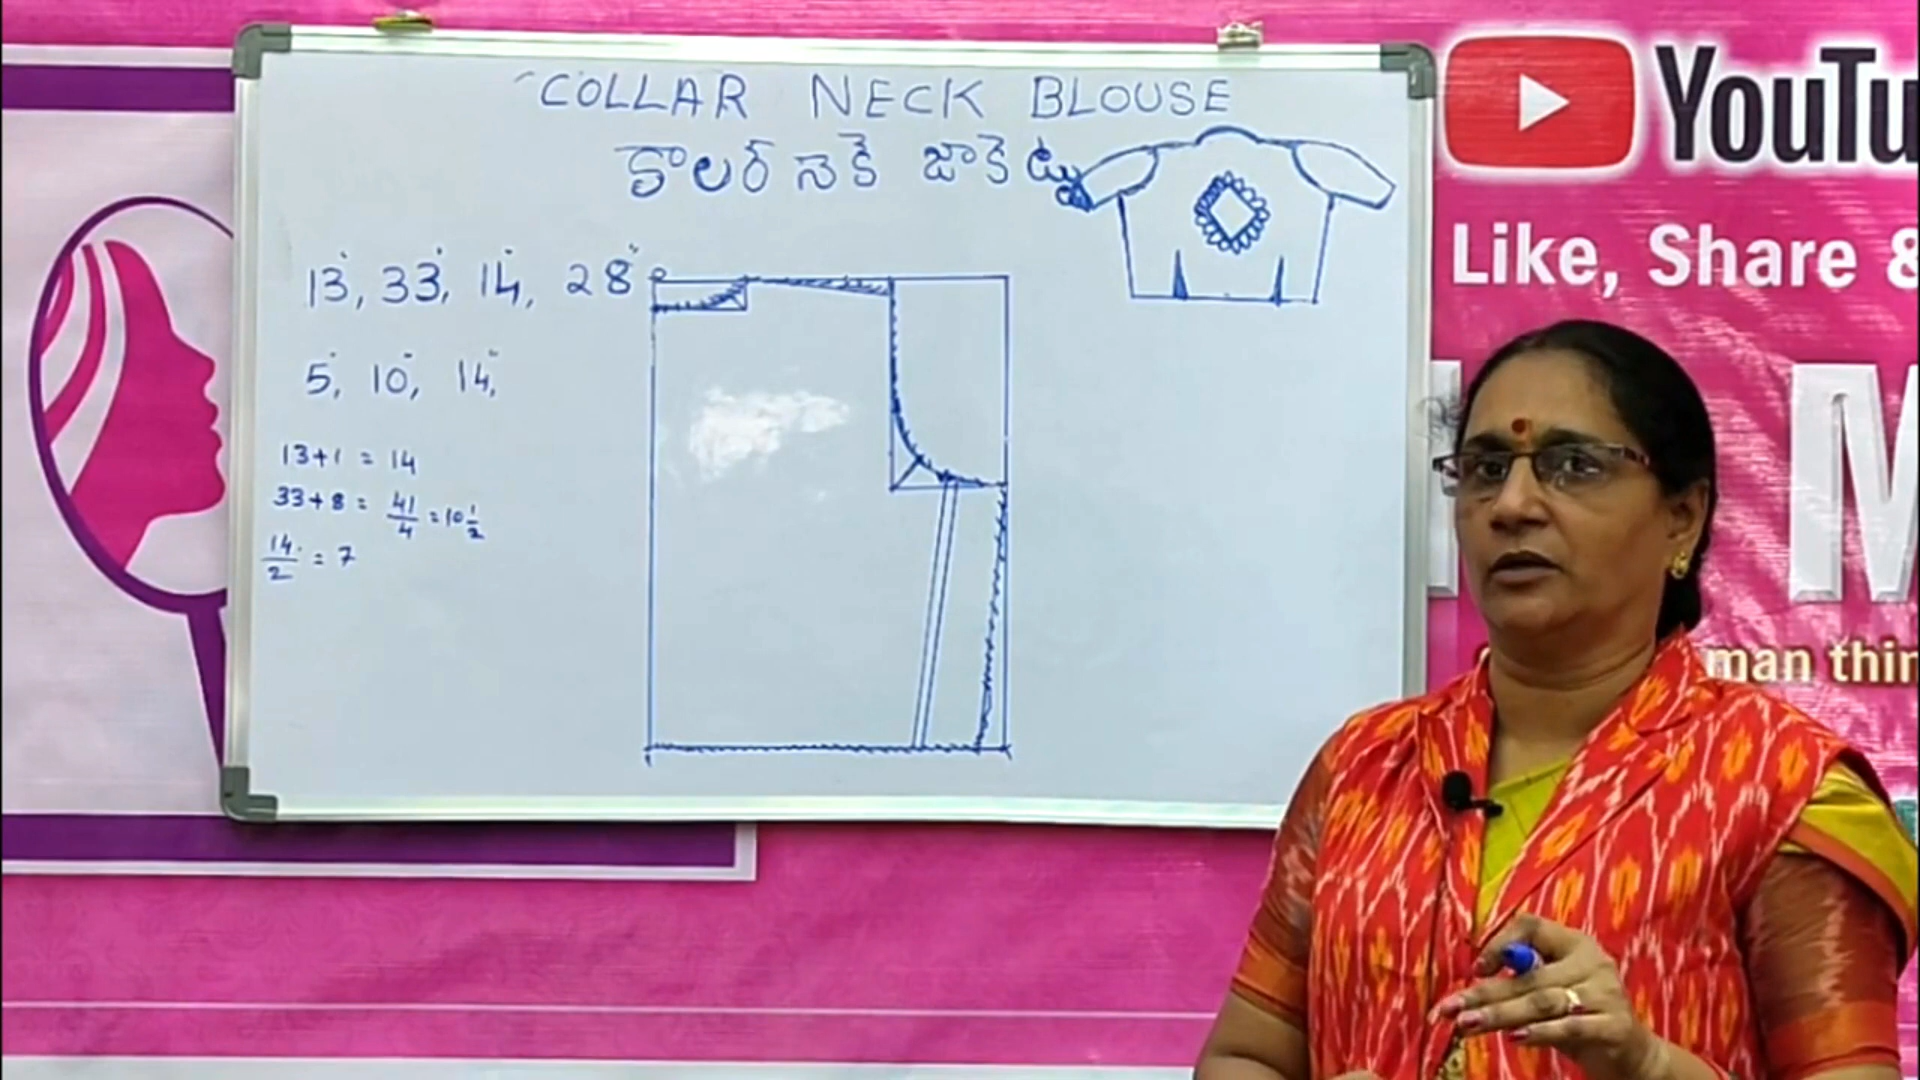 COLLAR NECK BLOUSE
కాలర్ నెక్ జాకెట్టు
13", 33", 14", 28"
5", 10", 14",
13+1 = 14
33+8 = 41/4 = 10 1/2
14/2 = 7
YouTu
Like, Share &
M
man thin